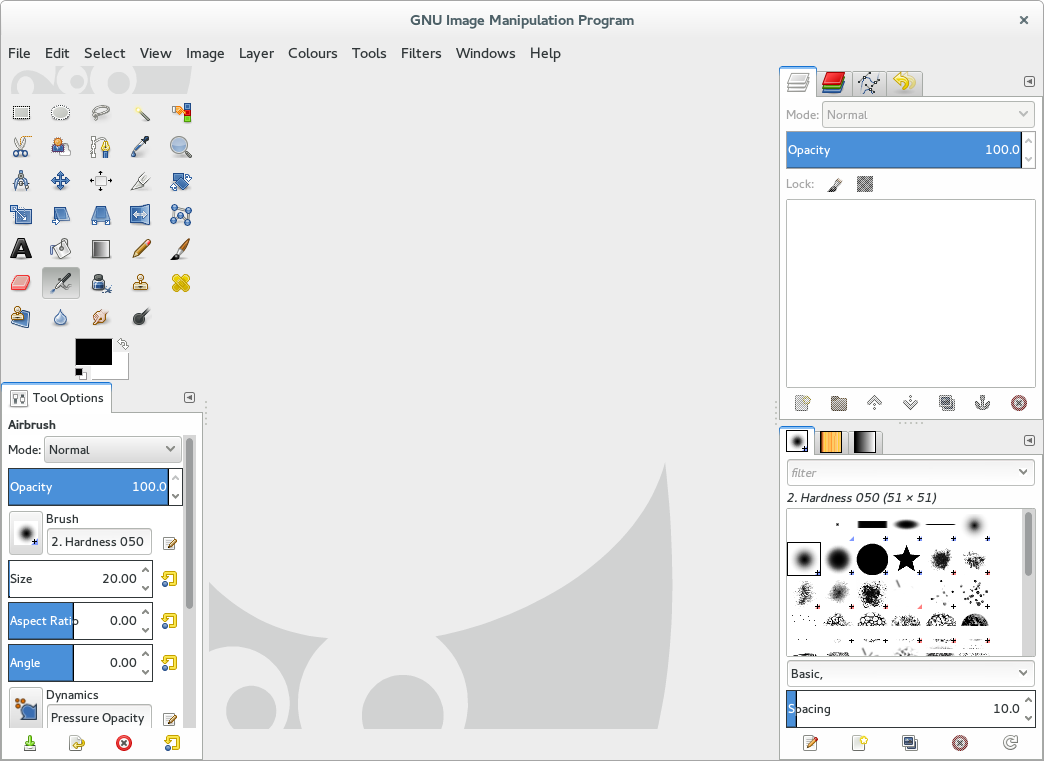 GNU Image Manipulation Program
File Edit Select View Image Layer Colours Tools Filters Windows Help
Tool Options
Airbrush
Mode: Normal
Opacity 100.0
Brush
2. Hardness 050
Size 20.00
Aspect Ratio 0.00
Angle 0.00
Dynamics
Pressure Opacity
Mode: Normal
Opacity 100.0
Lock:
filter
2. Hardness 050 (51 × 51)
Basic,
Spacing 10.0